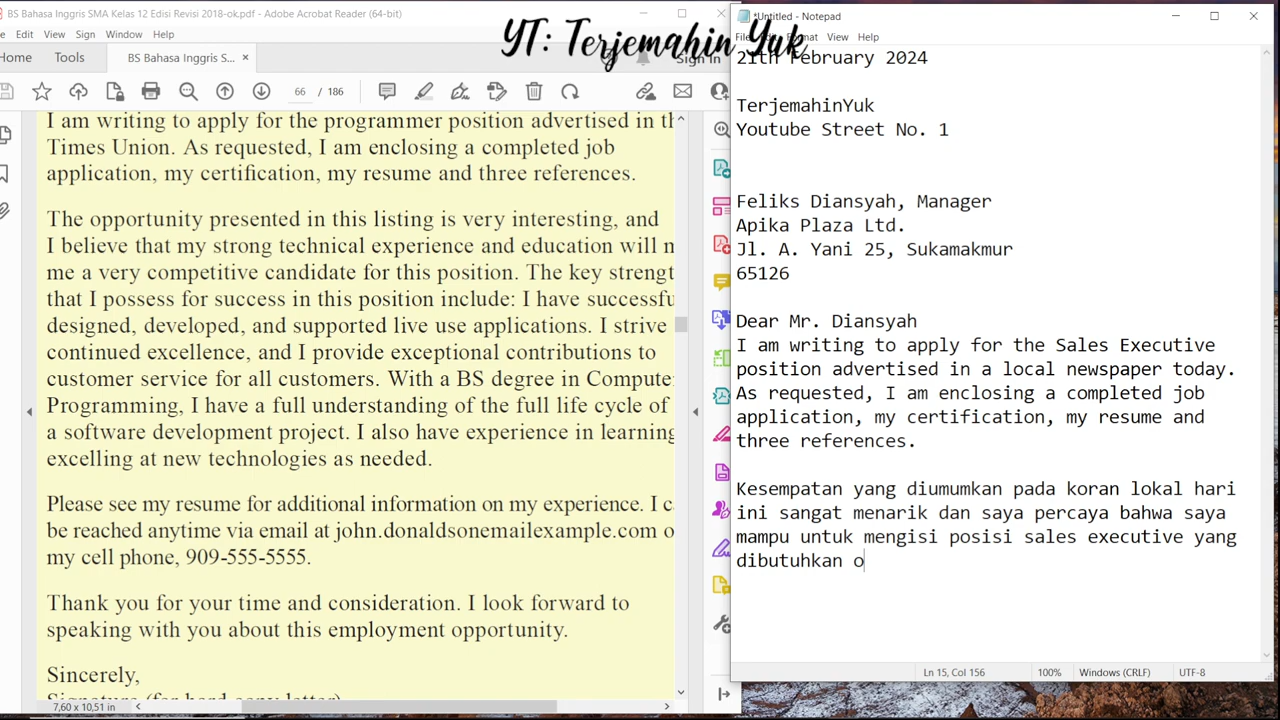 BS Bahasa Inggris SMA Kelas 12 Edisi Revisi 2018-ok.pdf - Adobe Acrobat Reader (64-bit)
Edit View Sign Window Help
Home Tools BS Bahasa Inggris S... ×
Sign In
66 / 186
I am writing to apply for the programmer position advertised in th
Times Union. As requested, I am enclosing a completed job
application, my certification, my resume and three references.
The opportunity presented in this listing is very interesting, and
I believe that my strong technical experience and education will m
me a very competitive candidate for this position. The key strengt
that I possess for success in this position include: I have successfu
designed, developed, and supported live use applications. I strive
continued excellence, and I provide exceptional contributions to
customer service for all customers. With a BS degree in Compute
Programming, I have a full understanding of the full life cycle of
a software development project. I also have experience in learning
excelling at new technologies as needed.
Please see my resume for additional information on my experience. I ca
be reached anytime via email at john.donaldsonemailexample.com o
my cell phone, 909-555-5555.
Thank you for your time and consideration. I look forward to
speaking with you about this employment opportunity.
Sincerely,
Signature (for hard copy letter)
7,60 x 10,51 in
YT: Terjemahin Yuk
*Untitled - Notepad
File Edit Format View Help
21th February 2024
TerjemahinYuk
Youtube Street No. 1
Feliks Diansyah, Manager
Apika Plaza Ltd.
Jl. A. Yani 25, Sukamakmur
65126
Dear Mr. Diansyah
I am writing to apply for the Sales Executive
position advertised in a local newspaper today.
As requested, I am enclosing a completed job
application, my certification, my resume and
three references.
Kesempatan yang diumumkan pada koran lokal hari
ini sangat menarik dan saya percaya bahwa saya
mampu untuk mengisi posisi sales executive yang
dibutuhkan o
Ln 15, Col 156 100% Windows (CRLF) UTF-8